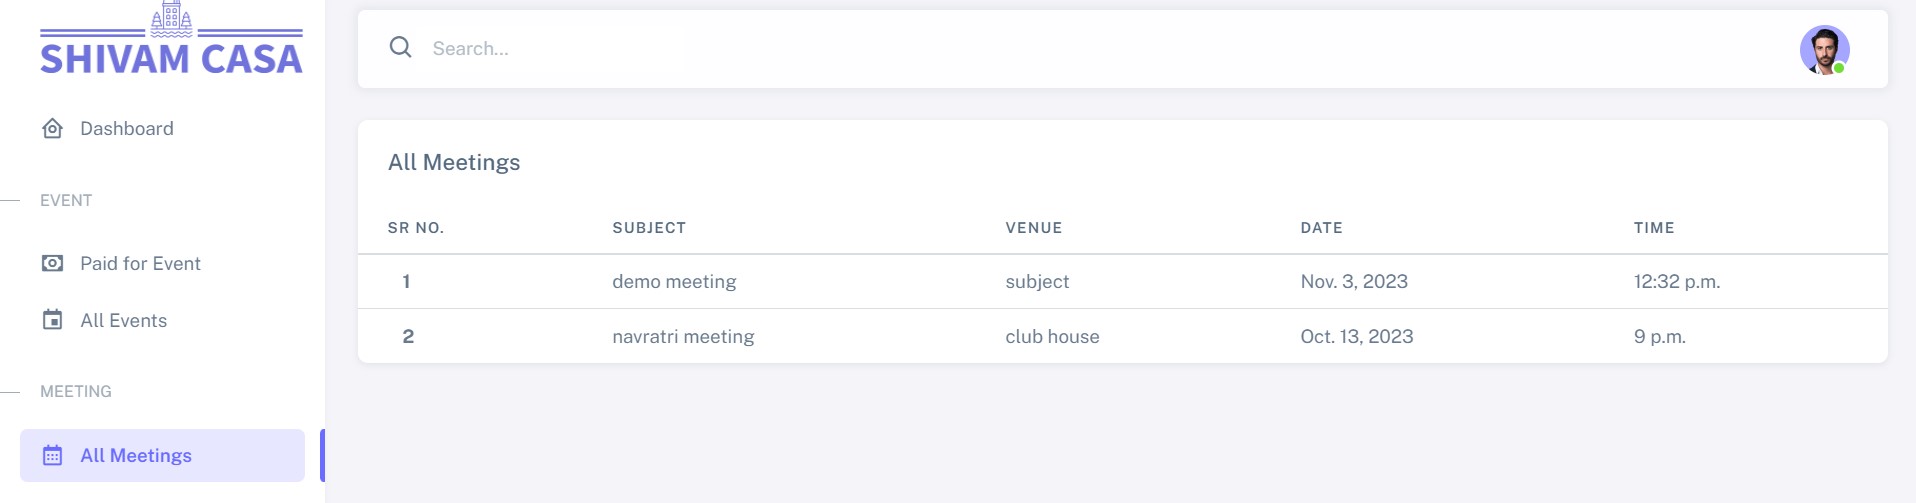 SHIVAM CASA
Dashboard
EVENT
Paid for Event
All Events
MEETING
All Meetings
Search...
All Meetings
SR NO. SUBJECT VENUE DATE TIME
1 demo meeting subject Nov. 3, 2023 12:32 p.m.
2 navratri meeting club house Oct. 13, 2023 9 p.m.